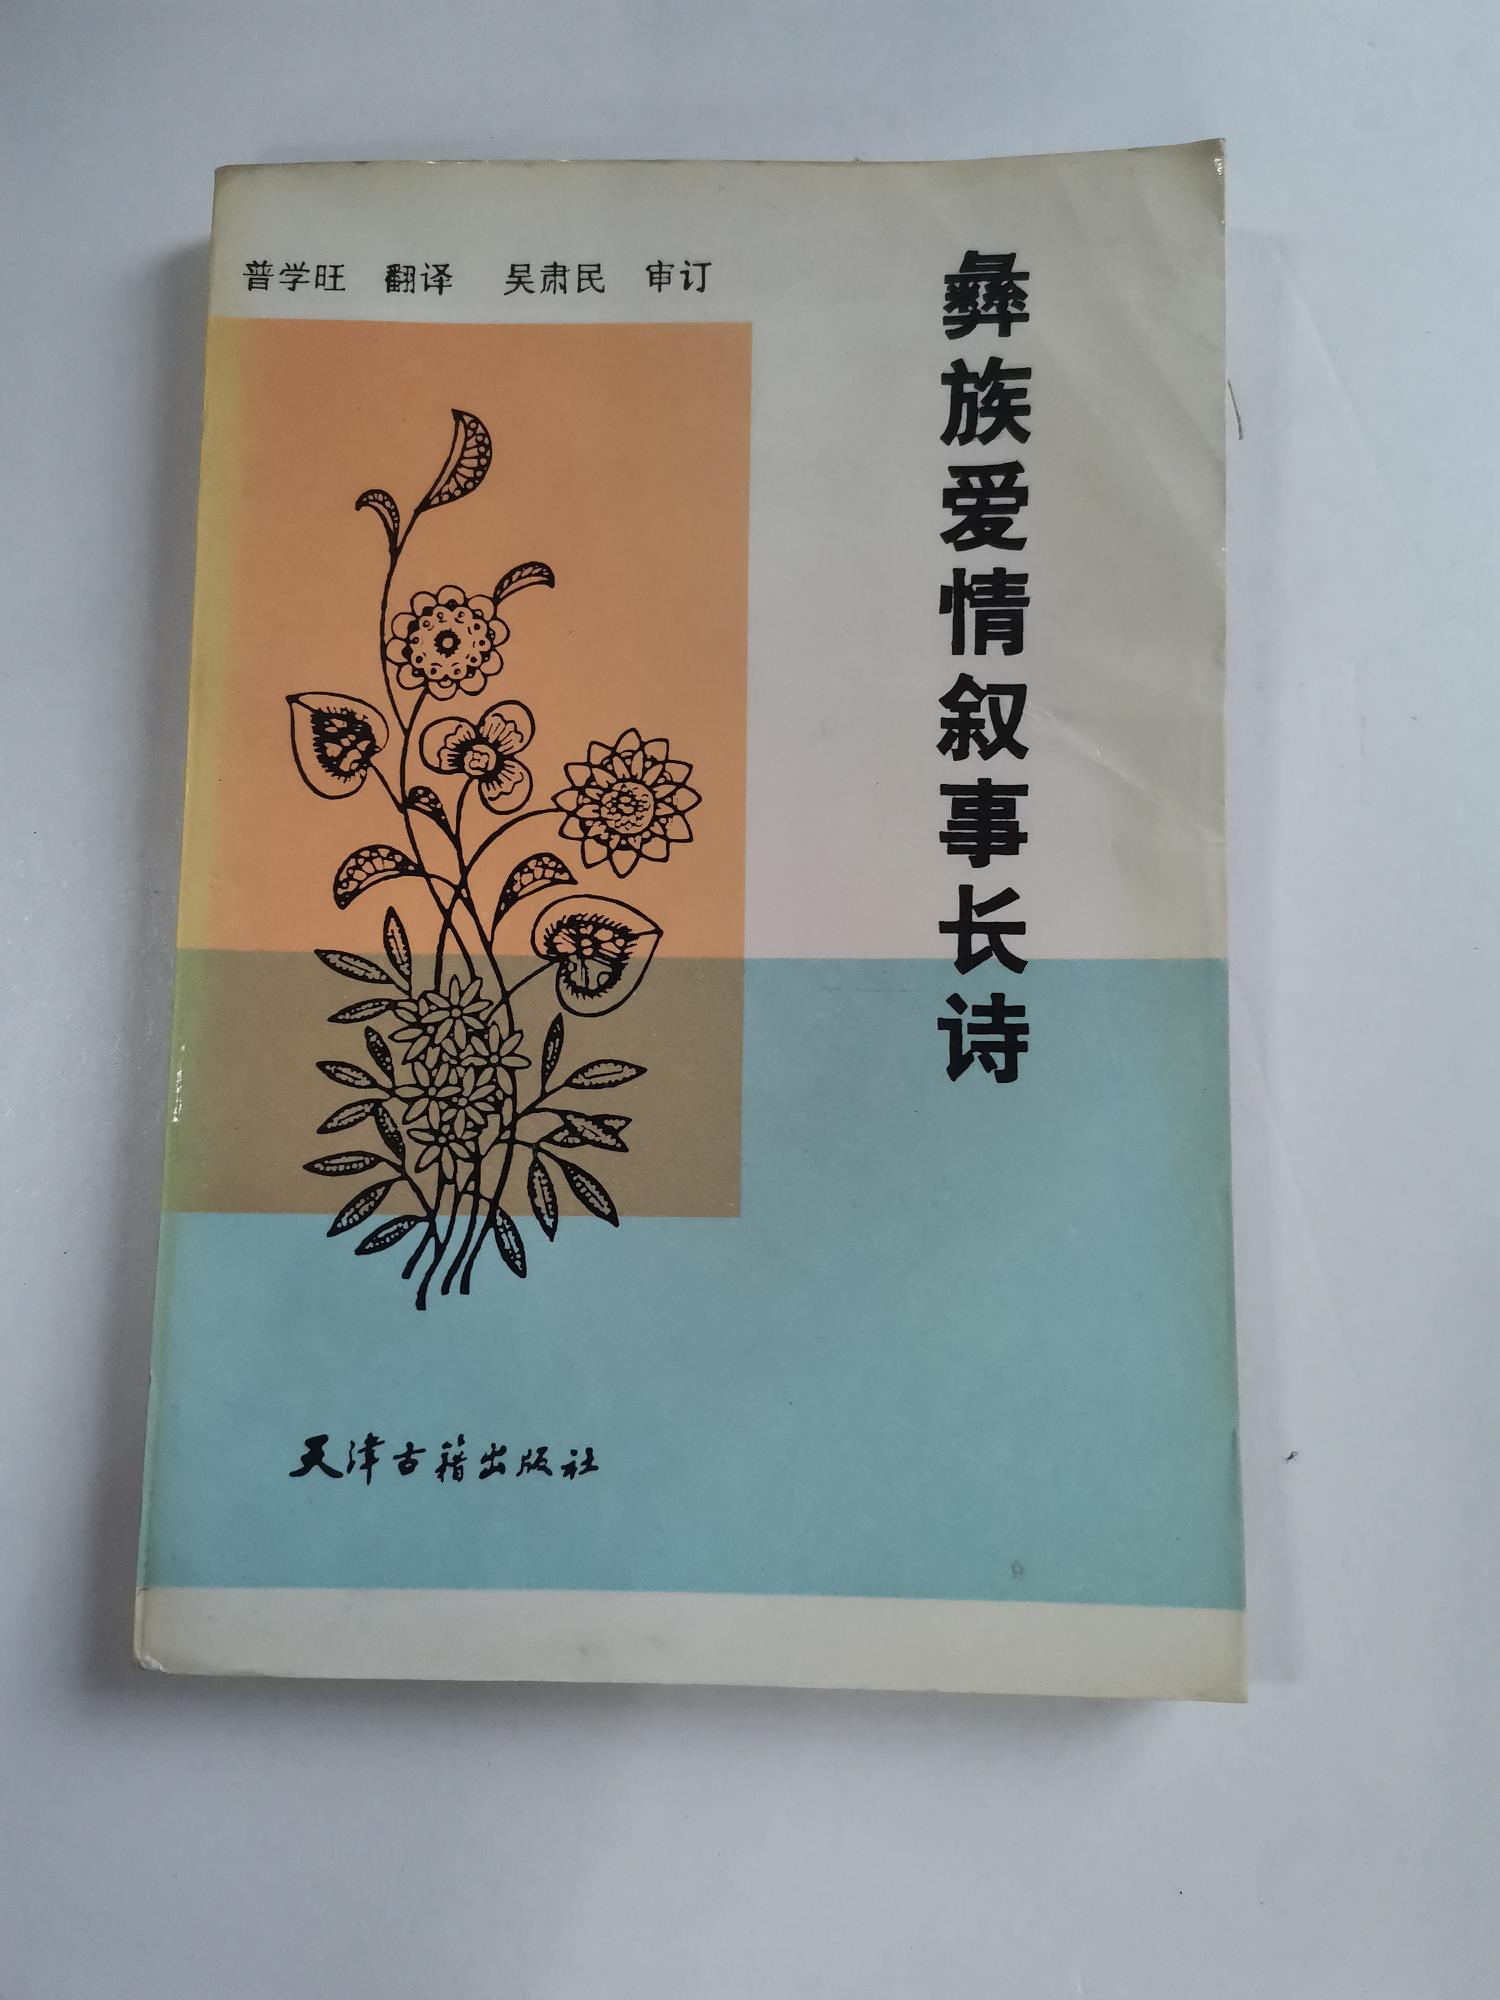 普学旺 翻译 吴肃民 审订
彝族爱情叙事长诗
天津古籍出版社